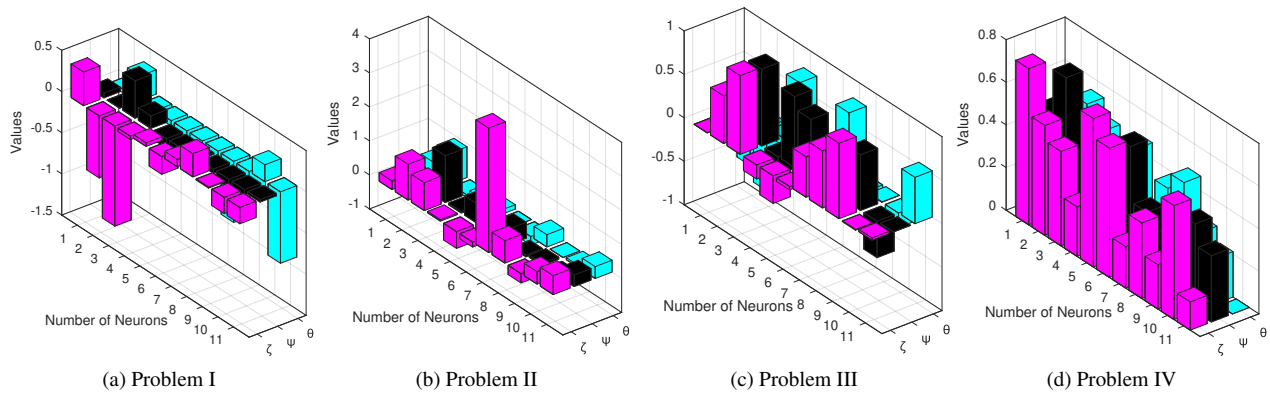 0.5
0
-0.5
-1
-1.5
Values
1
2
3
4
5
6
7
8
9
10
11
Number of Neurons
ζ
ψ
θ
(a) Problem I
4
3
2
1
0
-1
Values
1
2
3
4
5
6
7
8
9
10
11
Number of Neurons
ζ
ψ
θ
(b) Problem II
1
0.5
0
-0.5
-1
Values
1
2
3
4
5
6
7
8
9
10
11
Number of Neurons
ζ
ψ
θ
(c) Problem III
0.8
0.6
0.4
0.2
0
Values
1
2
3
4
5
6
7
8
9
10
11
Number of Neurons
ζ
ψ
θ
(d) Problem IV